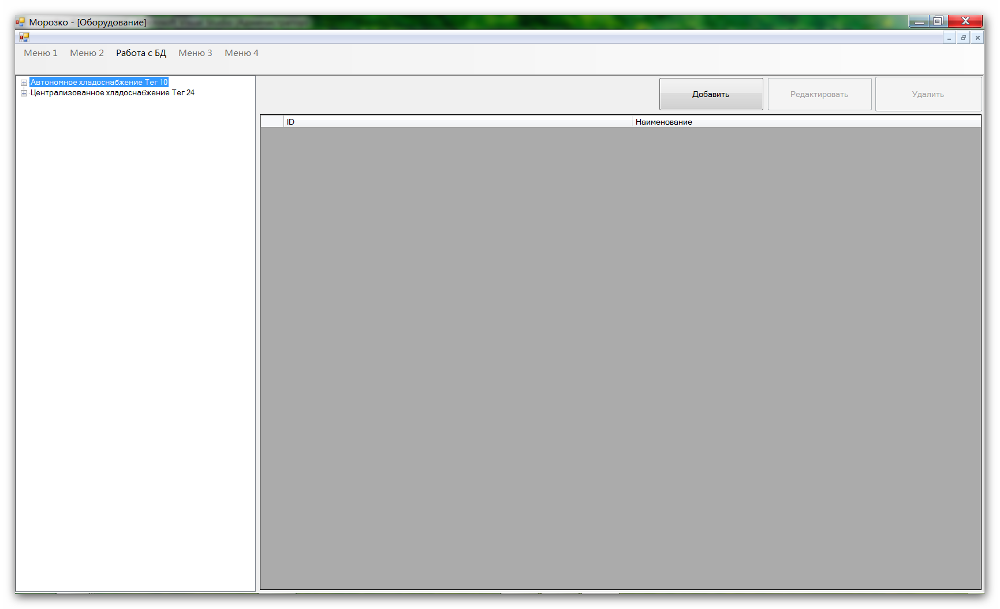 Морозко - [Оборудование]
Меню 1 Меню 2 Работа с БД Меню 3 Меню 4
Автономное хладоснабжение Тег 10
Централизованное хладоснабжение Тег 24
Добавить Редактировать Удалить
ID Наименование